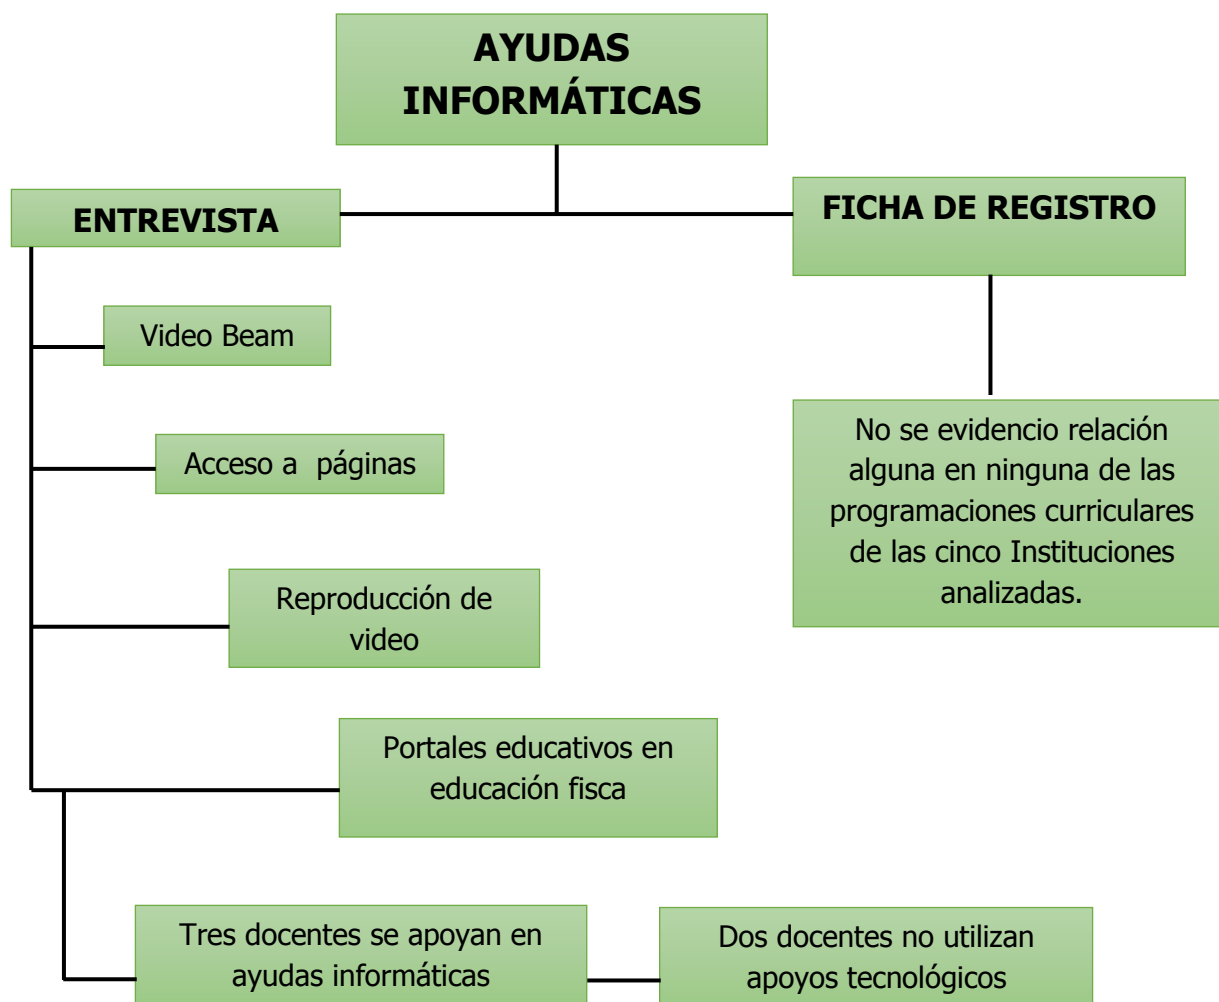 AYUDAS
INFORMÁTICAS
ENTREVISTA
FICHA DE REGISTRO
Video Beam
Acceso a  páginas
Reproducción de
video
Portales educativos en
educación fisca
Tres docentes se apoyan en
ayudas informáticas
Dos docentes no utilizan
apoyos tecnológicos
No se evidencio relación
alguna en ninguna de las
programaciones curriculares
de las cinco Instituciones
analizadas.